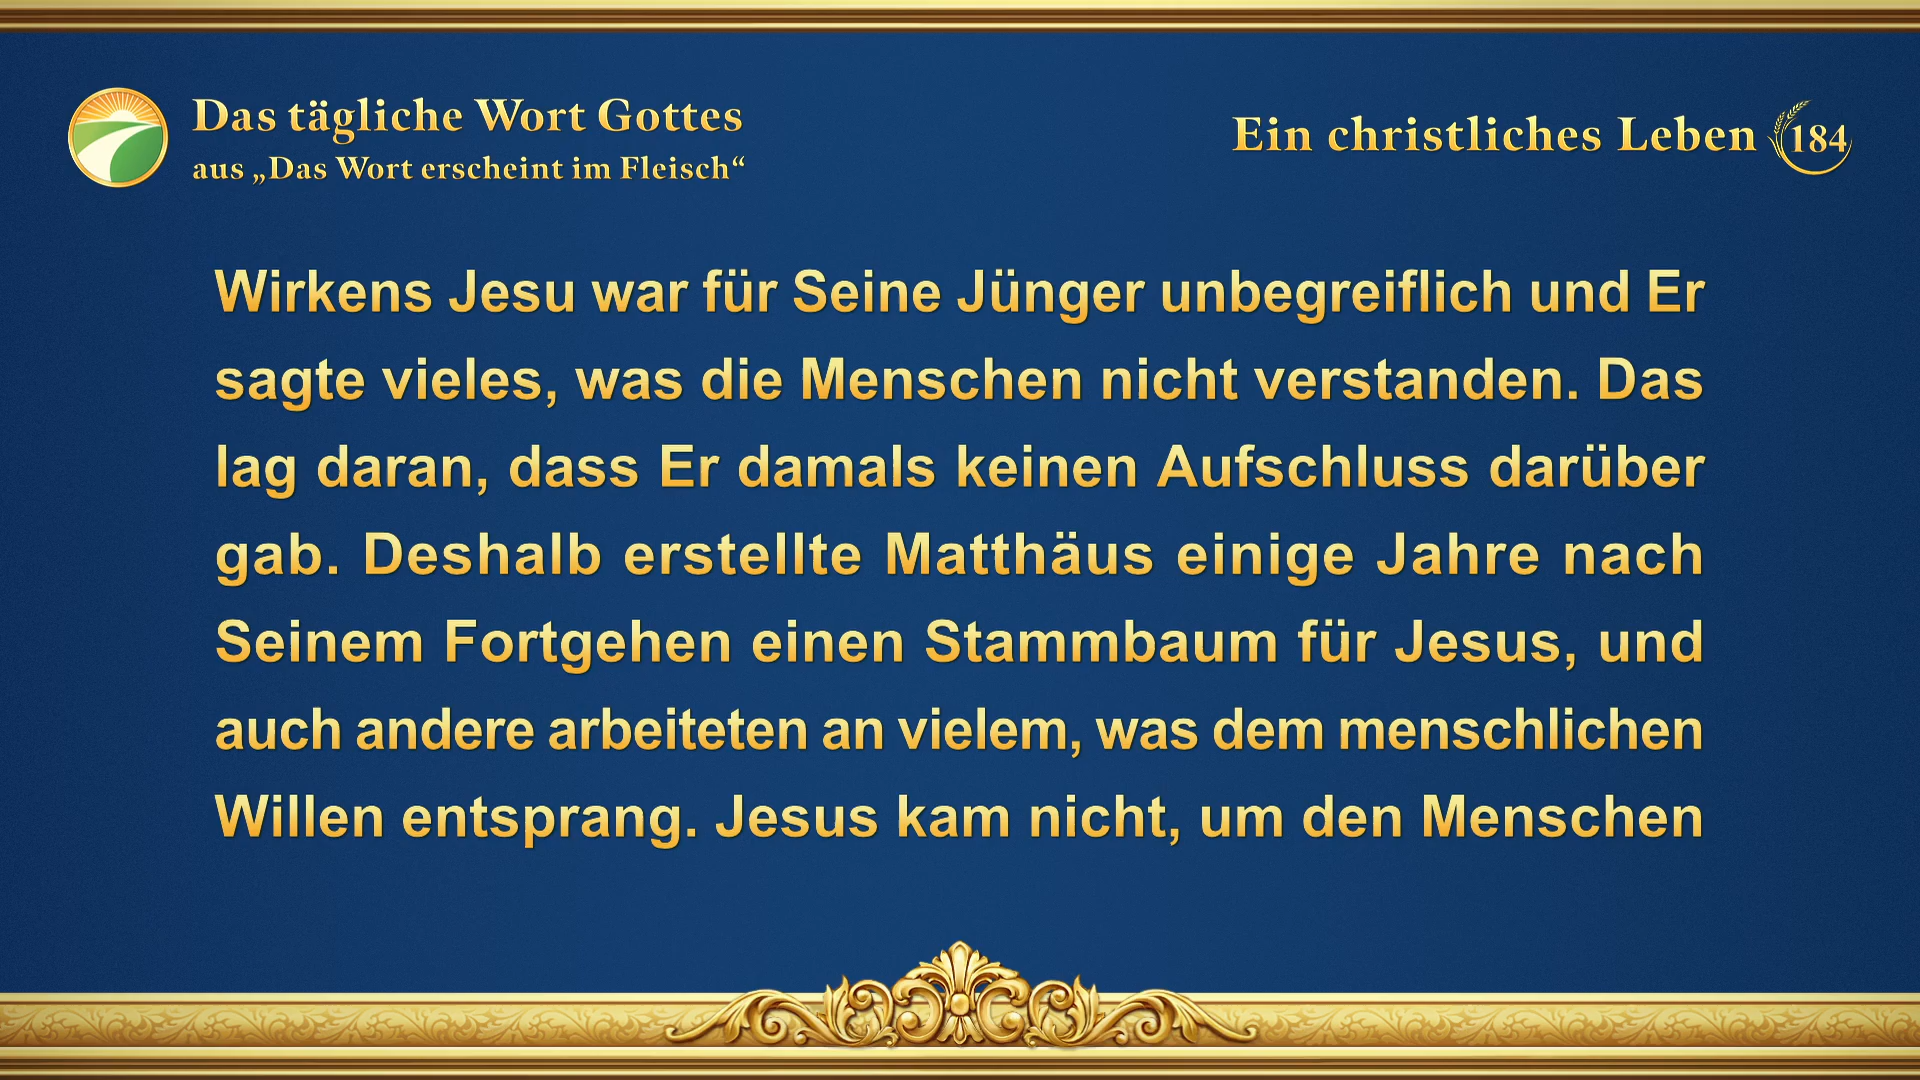 Das tägliche Wort Gottes
aus „Das Wort erscheint im Fleisch“
Ein christliches Leben 184
Wirkens Jesu war für Seine Jünger unbegreiflich und Er
sagte vieles, was die Menschen nicht verstanden. Das
lag daran, dass Er damals keinen Aufschluss darüber
gab. Deshalb erstellte Matthäus einige Jahre nach
Seinem Fortgehen einen Stammbaum für Jesus, und
auch andere arbeiteten an vielem, was dem menschlichen
Willen entsprang. Jesus kam nicht, um den Menschen